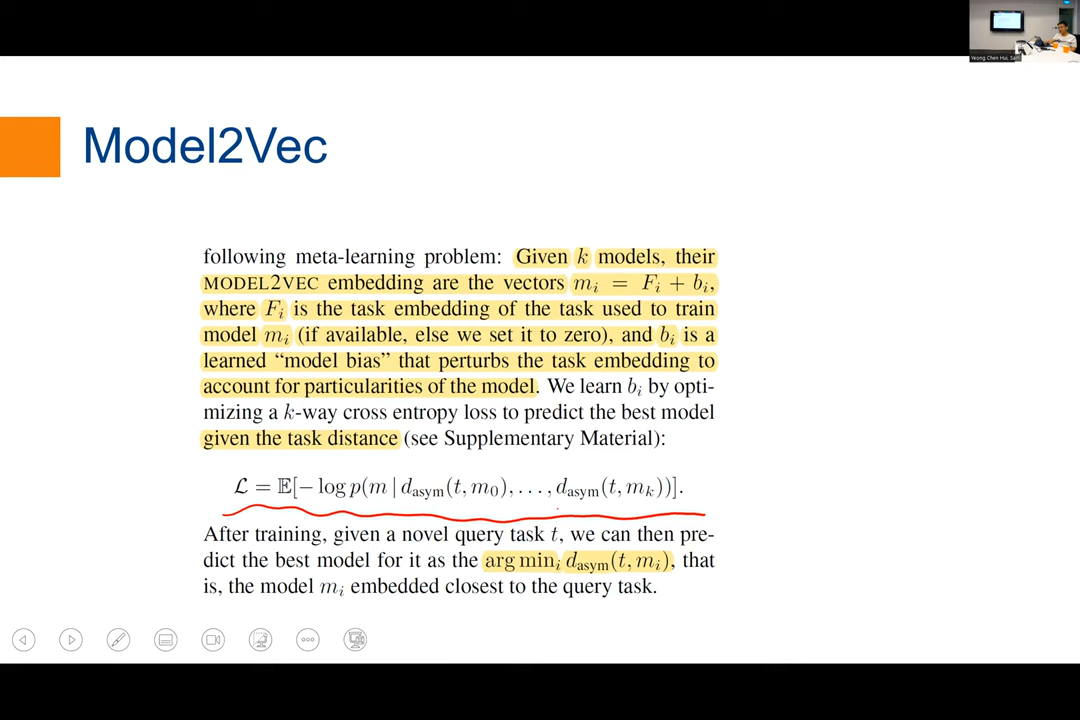 Yeong Chen Hui, Sam
Model2Vec
following meta-learning problem: Given k models, their
MODEL2VEC embedding are the vectors m_i = F_i + b_i,
where F_i is the task embedding of the task used to train
model m_i (if available, else we set it to zero), and b_i is a
learned “model bias” that perturbs the task embedding to
account for particularities of the model. We learn b_i by opti-
mizing a k-way cross entropy loss to predict the best model
given the task distance (see Supplementary Material):
ℒ = 𝔼[− log p(m | d_asym(t, m_0), . . . , d_asym(t, m_k))].
After training, given a novel query task t, we can then pre-
dict the best model for it as the arg min_i d_asym(t, m_i), that
is, the model m_i embedded closest to the query task.